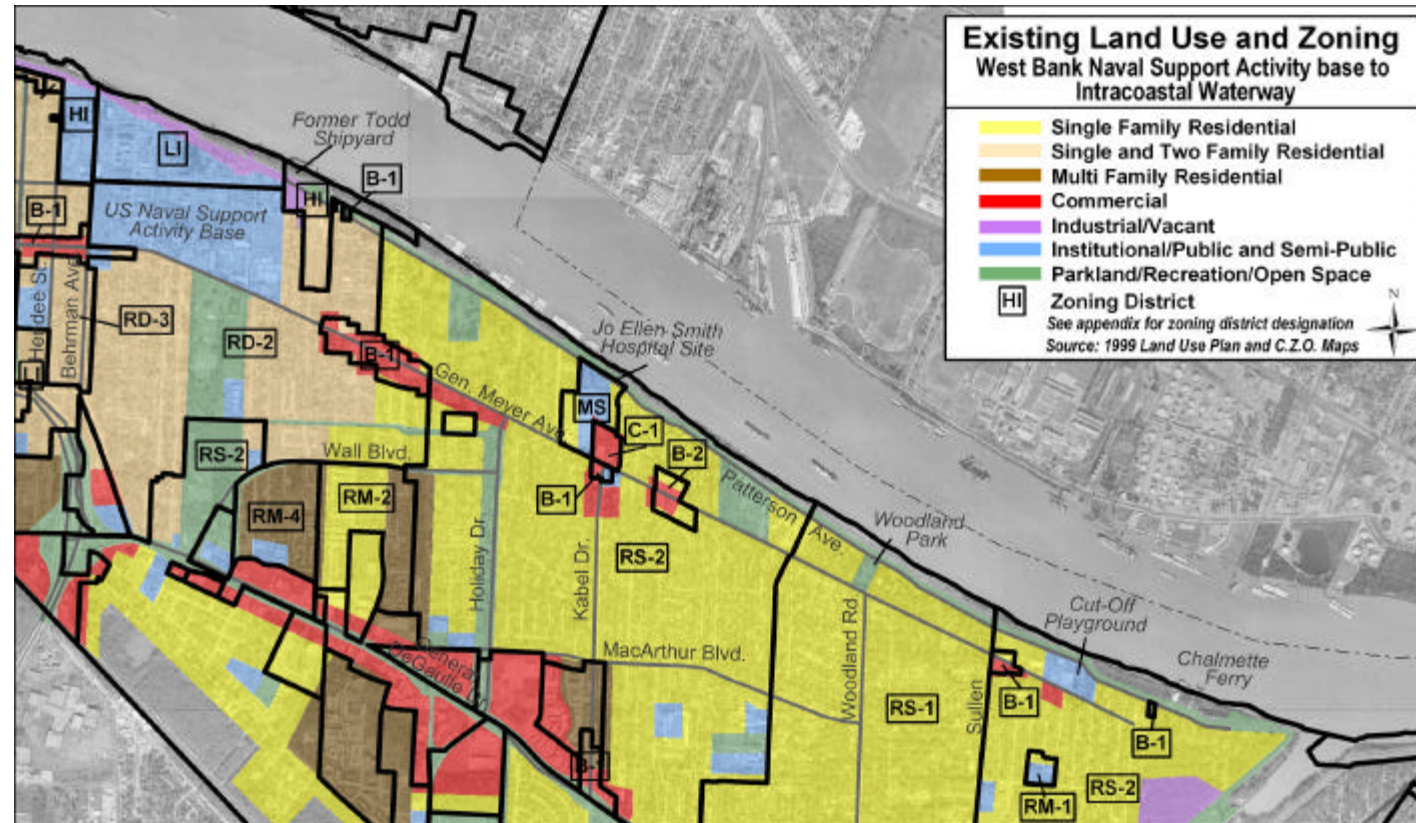 Existing Land Use and Zoning
West Bank Naval Support Activity base to
Intracoastal Waterway
Single Family Residential
Single and Two Family Residential
Multi Family Residential
Commercial
Industrial/Vacant
Institutional/Public and Semi-Public
Parkland/Recreation/Open Space
HI
Zoning District
See appendix for zoning district designation
Source: 1999 Land Use Plan and C.Z.O. Maps
N
HI
LI
Former Todd
Shipyard
B-1
HI
B-1
US Naval Support
Activity Base
Behrman Ave
RD-3
RD-2
B-1
Jo Ellen Smith
Hospital Site
Gen. Meyer Ave.
MS
C-1
B-2
B-1
Wall Blvd.
RS-2
RM-2
RM-4
Holiday Dr.
Kabel Dr.
RS-2
Patterson Ave.
Woodland
Park
Cut-Off
Playground
Chalmette
Ferry
MacArthur Blvd.
Woodland Rd
RS-1
Sullen
B-1
B-1
General
DeGaulle
B-1
RM-1
RS-2